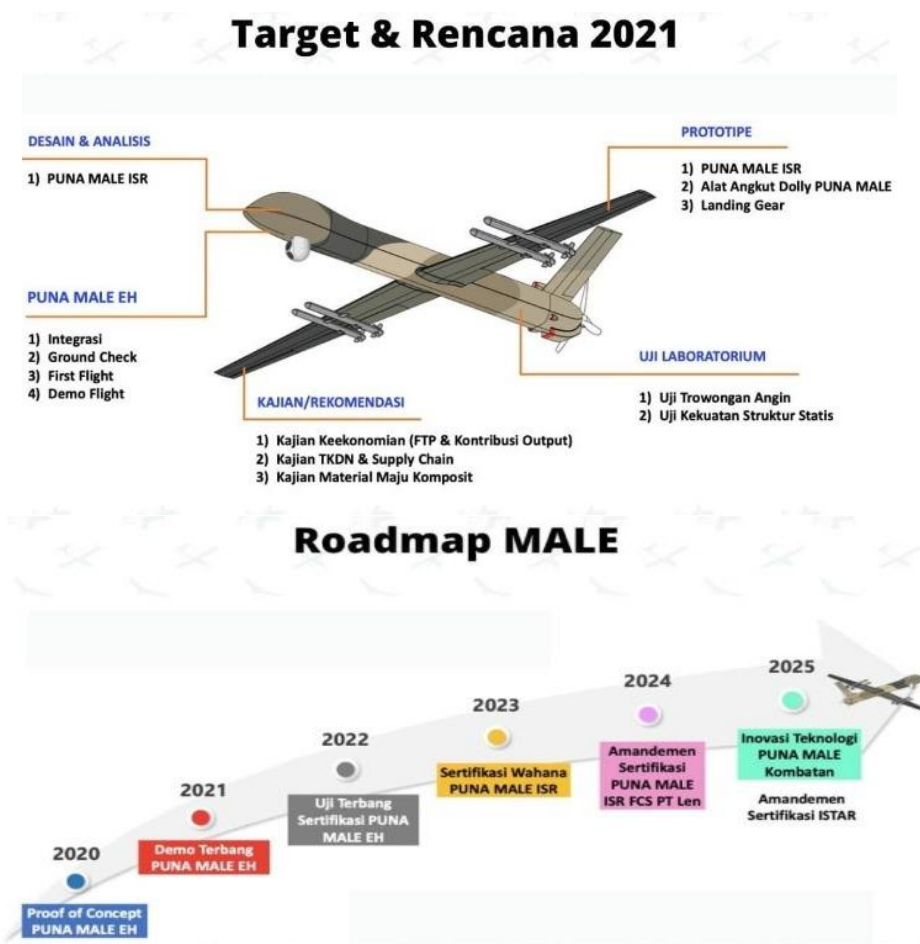 Target & Rencana 2021
DESAIN & ANALISIS
1) PUNA MALE ISR
PROTOTIPE
1) PUNA MALE ISR
2) Alat Angkut Dolly PUNA MALE
3) Landing Gear
PUNA MALE EH
1) Integrasi
2) Ground Check
3) First Flight
4) Demo Flight
UJI LABORATORIUM
1) Uji Trowongan Angin
2) Uji Kekuatan Struktur Statis
KAJIAN/REKOMENDASI
1) Kajian Keekonomian (FTP & Kontribusi Output)
2) Kajian TKDN & Supply Chain
3) Kajian Material Maju Komposit
Roadmap MALE
2020
Proof of Concept
PUNA MALE EH
2021
Demo Terbang
PUNA MALE EH
2022
Uji Terbang
Sertifikasi PUNA
MALE EH
2023
Sertifikasi Wahana
PUNA MALE ISR
2024
Amandemen
Sertifikasi
PUNA MALE
ISR FCS PT Len
2025
Inovasi Teknologi
PUNA MALE
Kombatan
Amandemen
Sertifikasi ISTAR